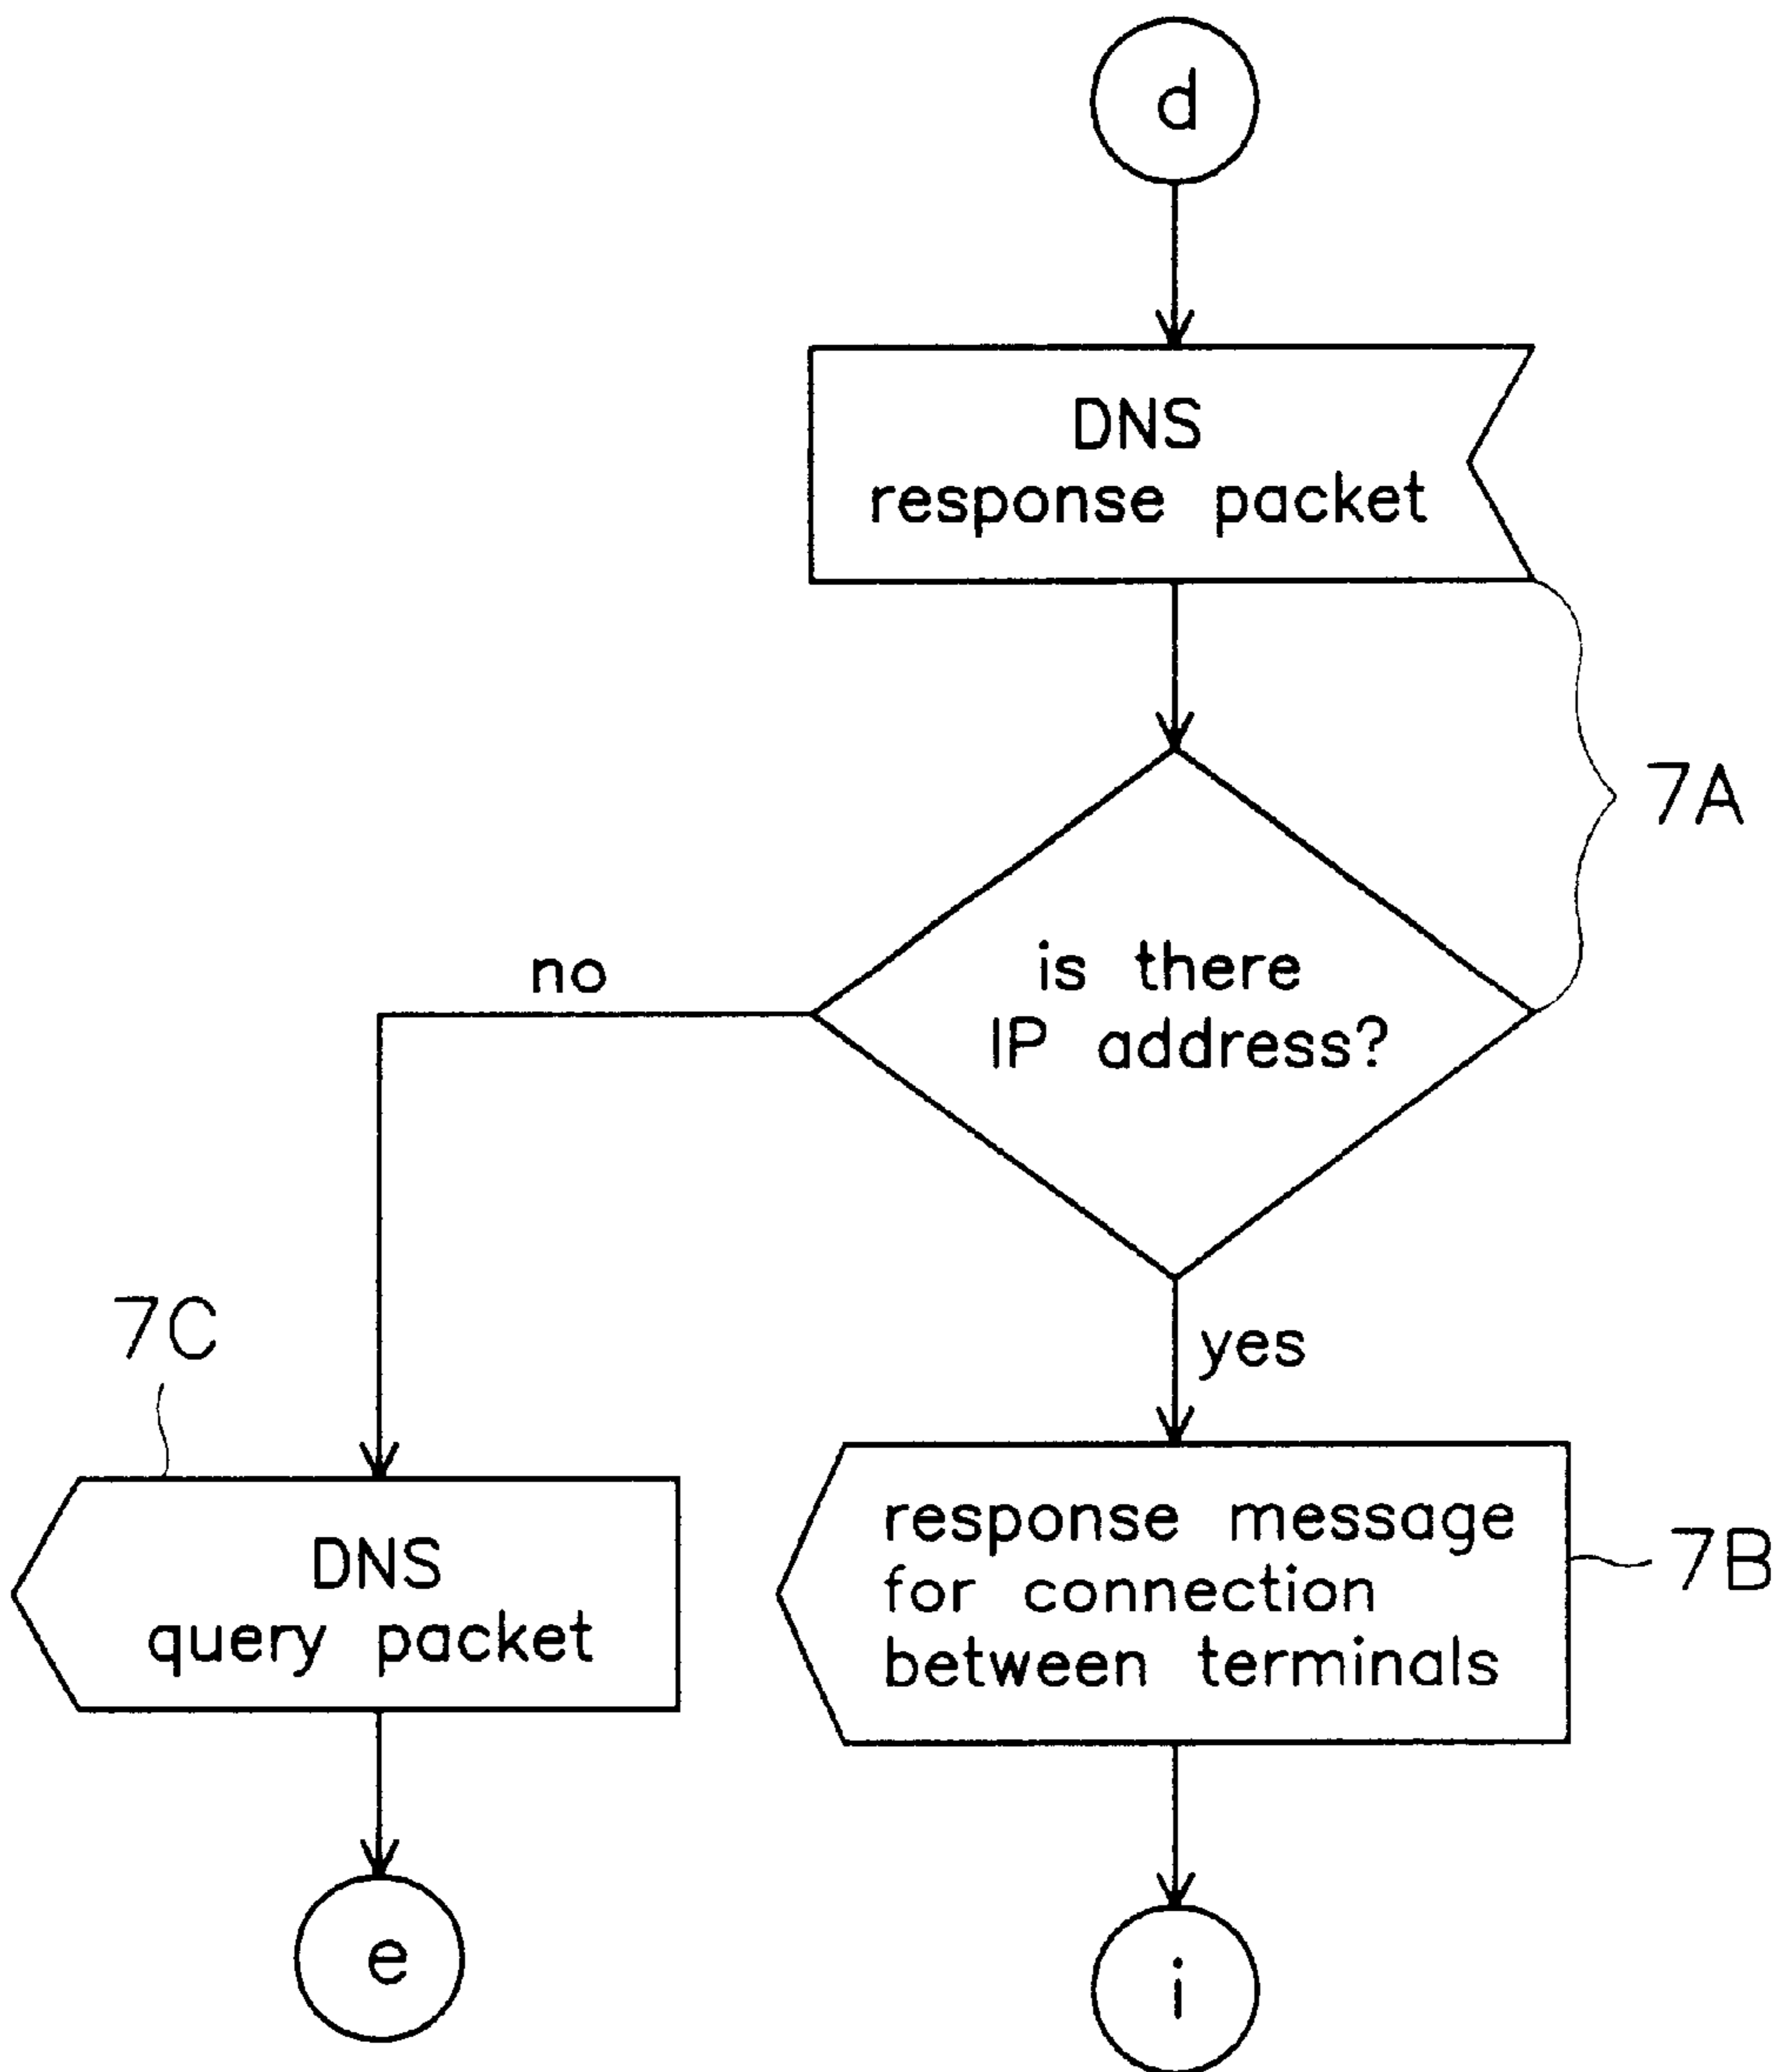 d
DNS
response packet
7A
is there
IP address?
no
yes
7C
DNS
query packet
response message
for connection
between terminals
7B
e
i